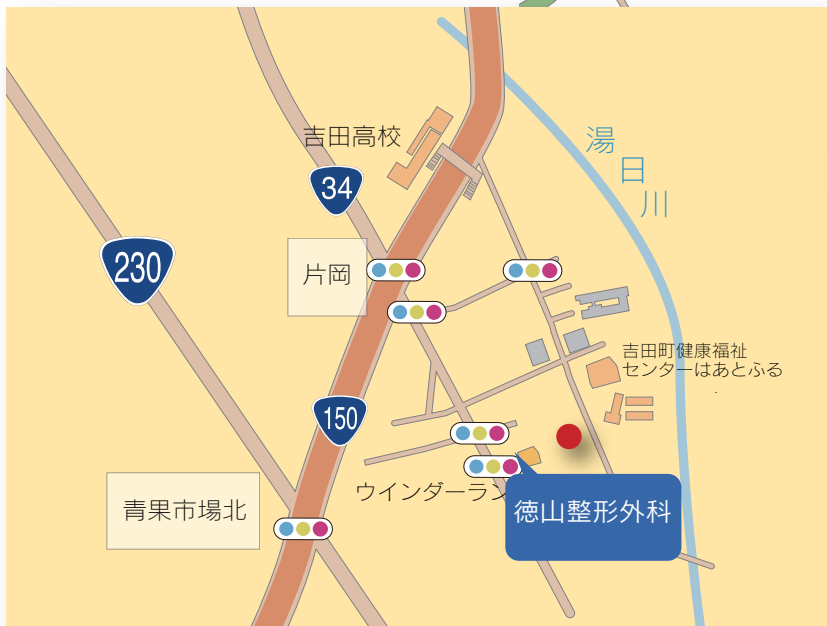 吉田高校
湯日川
34
230
片岡
吉田町健康福祉
センターはあとふる
150
ウインダーラン
青果市場北
徳山整形外科